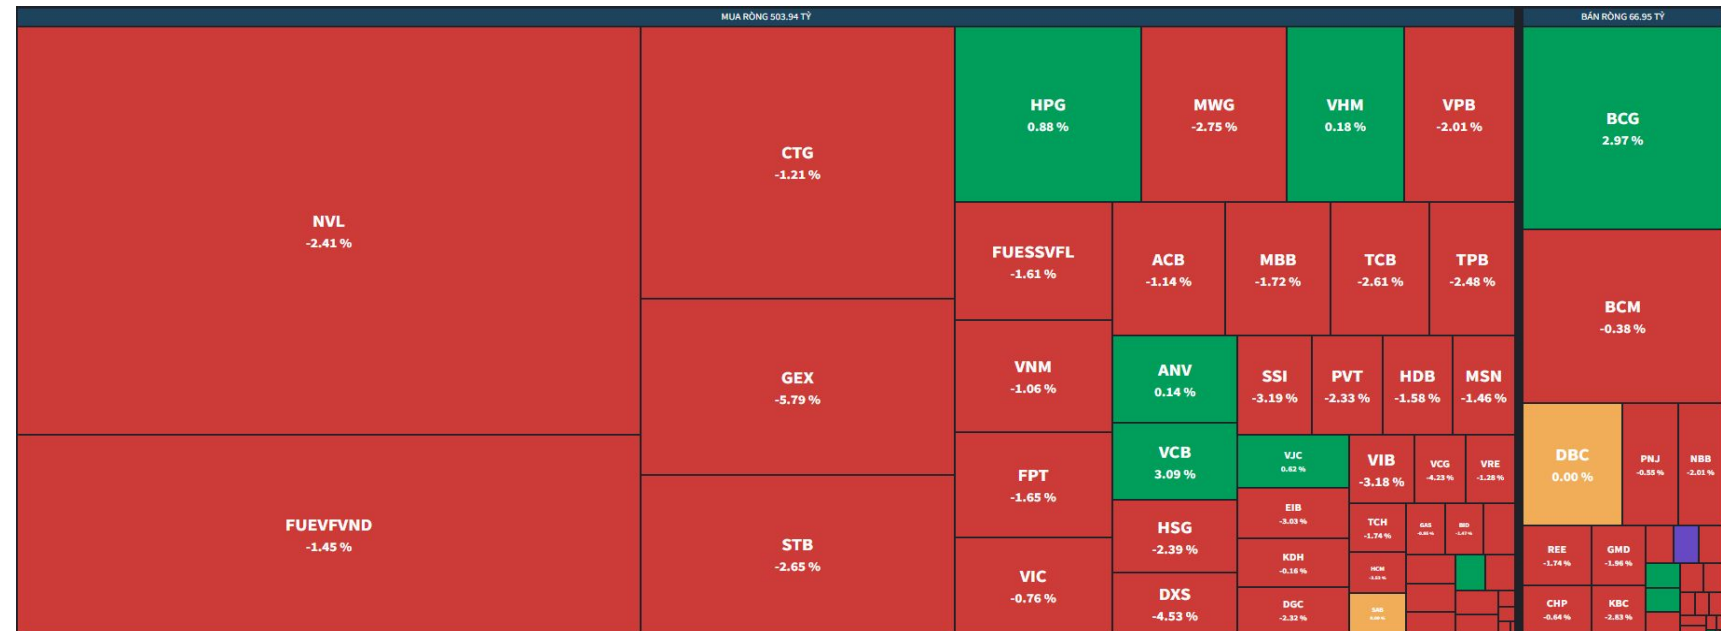 MUA RÒNG 503.94 TỶ
NVL
-2.41 %
FUEVFVND
-1.45 %
CTG
-1.21 %
GEX
-5.79 %
STB
-2.65 %
HPG
0.88 %
MWG
-2.75 %
VHM
0.18 %
VPB
-2.01 %
FUESSVFL
-1.61 %
VNM
-1.06 %
FPT
-1.65 %
VIC
-0.76 %
ACB
-1.14 %
MBB
-1.72 %
TCB
-2.61 %
TPB
-2.48 %
ANV
0.14 %
VCB
3.09 %
HSG
-2.39 %
DXS
-4.53 %
SSI
-3.19 %
PVT
-2.33 %
HDB
-1.58 %
MSN
-1.46 %
VJC
0.62 %
EIB
-3.03 %
KDH
-0.16 %
DGC
-2.32 %
VIB
-3.18 %
VCG
-4.23 %
VRE
-1.28 %
TCH
-1.74 %
GAS
HCM
BÁN RÒNG 66.95 TỶ
BCG
2.97 %
BCM
-0.38 %
DBC
0.00 %
PNJ
-0.55 %
NBB
-2.01 %
REE
-1.74 %
GMD
-1.96 %
CHP
-0.64 %
KBC
-2.83 %